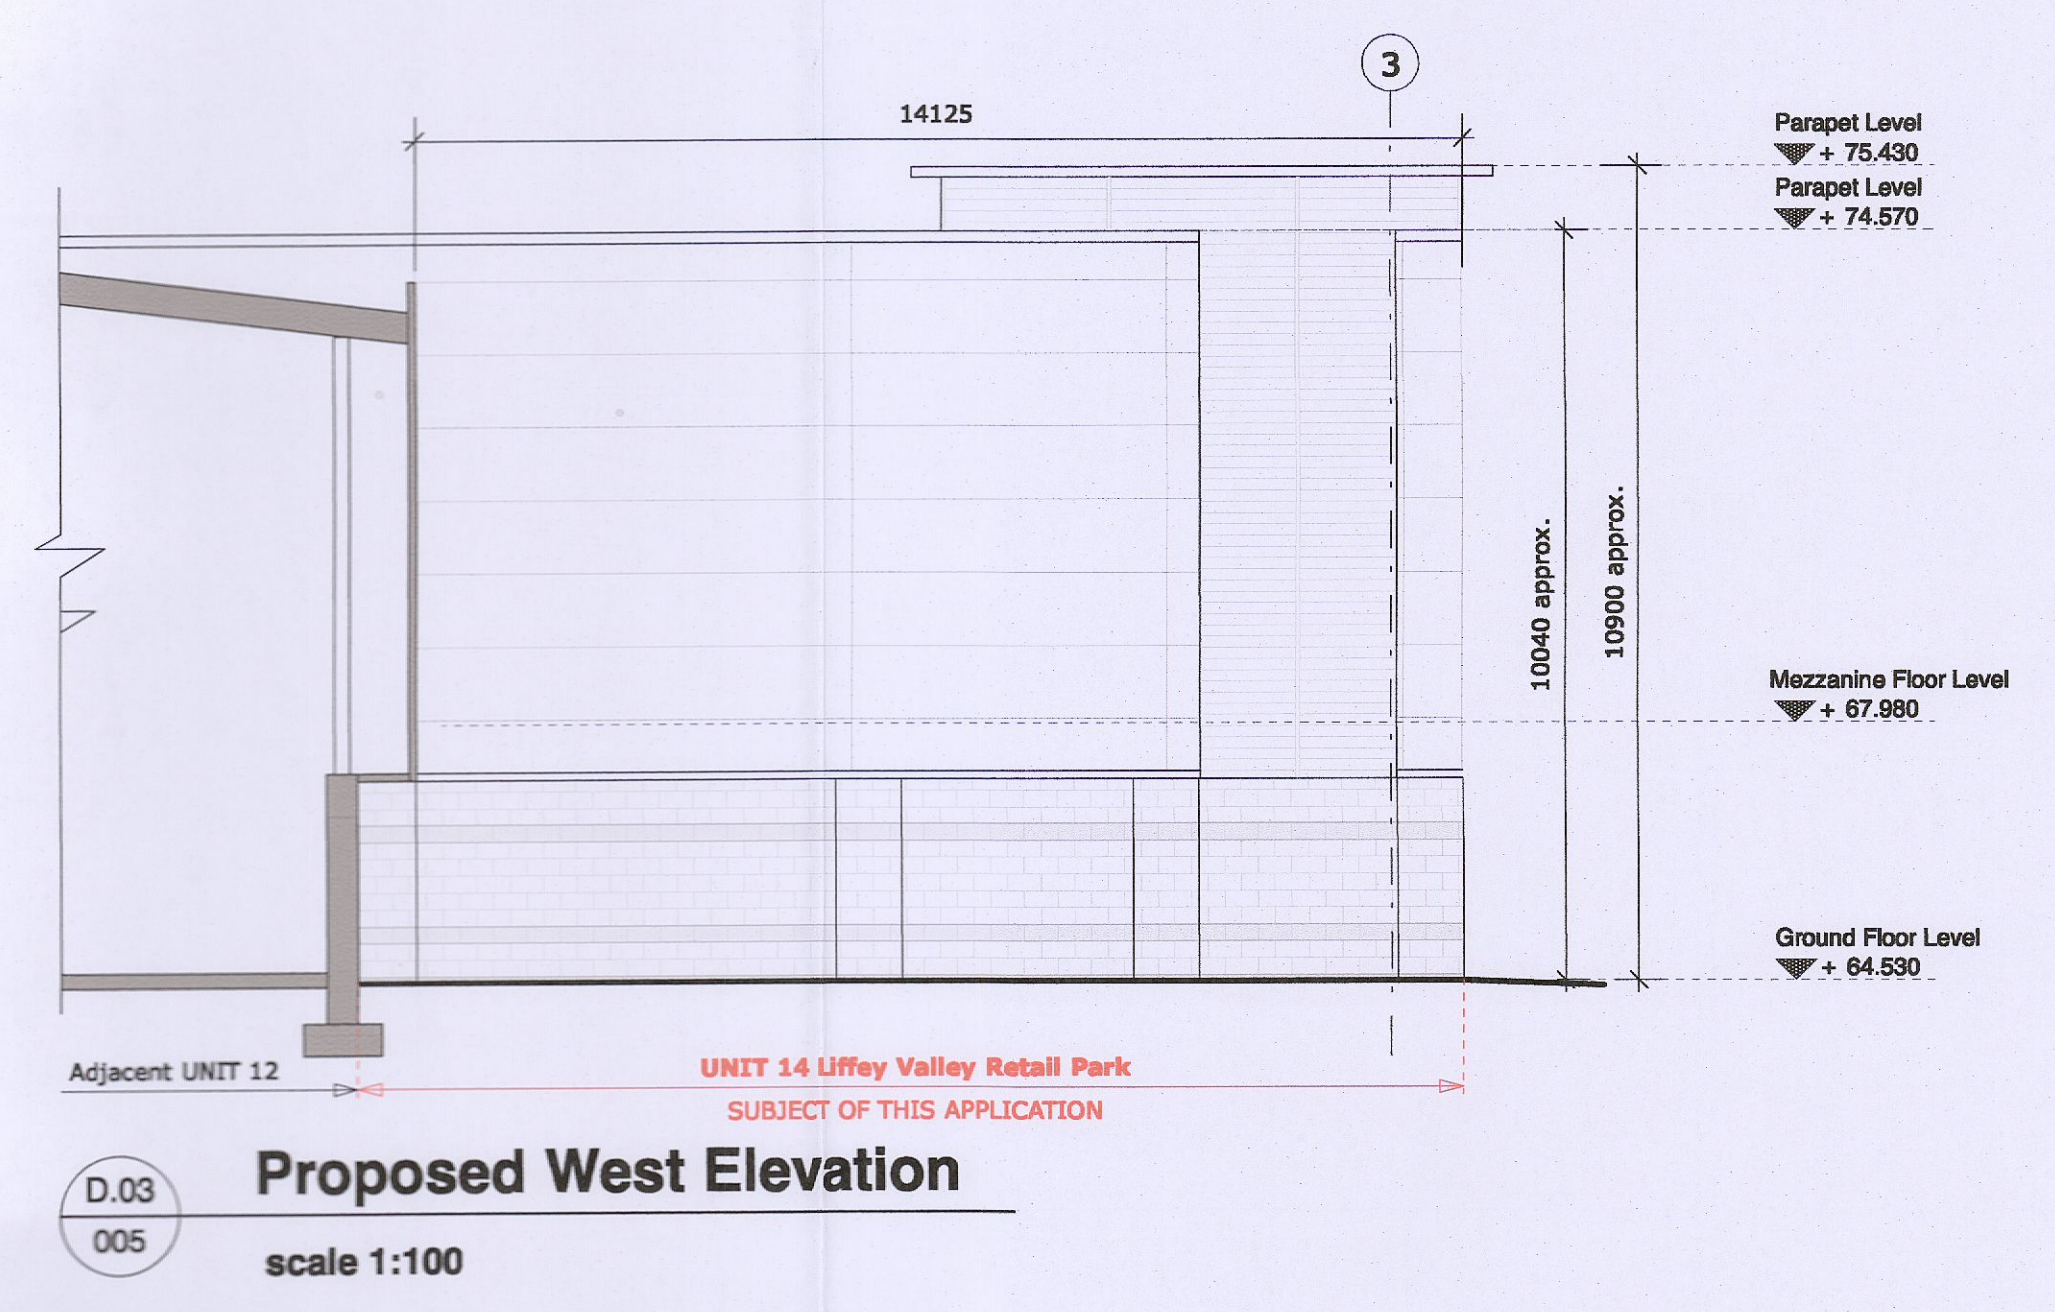 3
14125
Parapet Level
+ 75.430
Parapet Level
+ 74.570
10040 approx.
10900 approx.
Mezzanine Floor Level
+ 67.980
Ground Floor Level
+ 64.530
Adjacent UNIT 12
UNIT 14 Liffey Valley Retail Park
SUBJECT OF THIS APPLICATION
D.03
005
Proposed West Elevation
scale 1:100